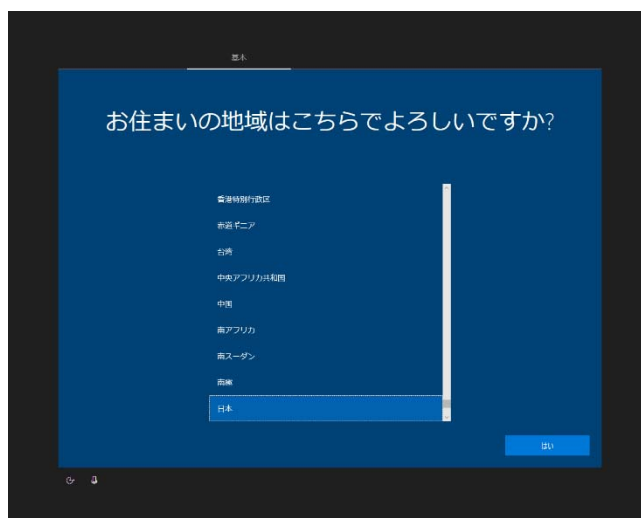 基本
お住まいの地域はこちらでよろしいですか?
香港特別行政区
赤道ギニア
台湾
中央アフリカ共和国
中国
南アフリカ
南スーダン
南極
日本
はい